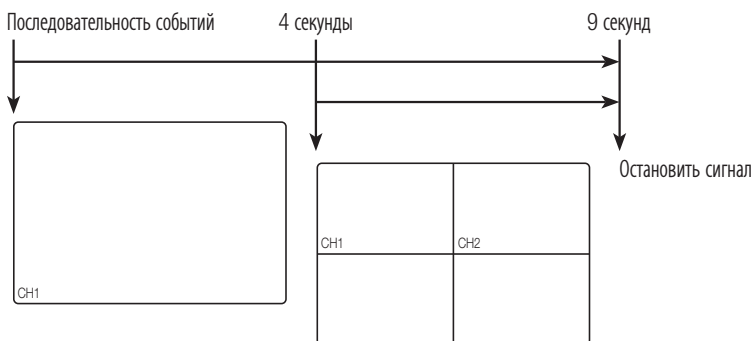 Последовательность событий
4 секунды
9 секунд
Остановить сигнал
CH1
CH2
CH1